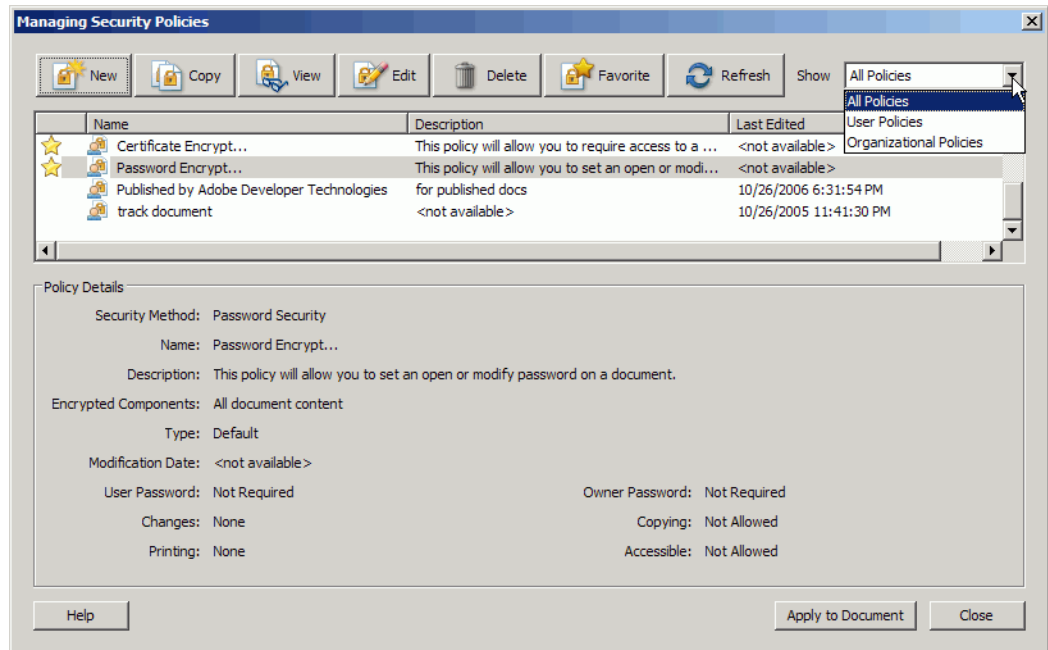 Managing Security Policies
New Copy View Edit Delete Favorite Refresh Show All Policies
All Policies
User Policies
Organizational Policies
Name Description Last Edited
Certificate Encrypt... This policy will allow you to require access to a ... <not available>
Password Encrypt... This policy will allow you to set an open or modi... <not available>
Published by Adobe Developer Technologies for published docs 10/26/2006 6:31:54 PM
track document <not available> 10/26/2005 11:41:30 PM
Policy Details
Security Method: Password Security
Name: Password Encrypt...
Description: This policy will allow you to set an open or modify password on a document.
Encrypted Components: All document content
Type: Default
Modification Date: <not available>
User Password: Not Required Owner Password: Not Required
Changes: None Copying: Not Allowed
Printing: None Accessible: Not Allowed
Help Apply to Document Close